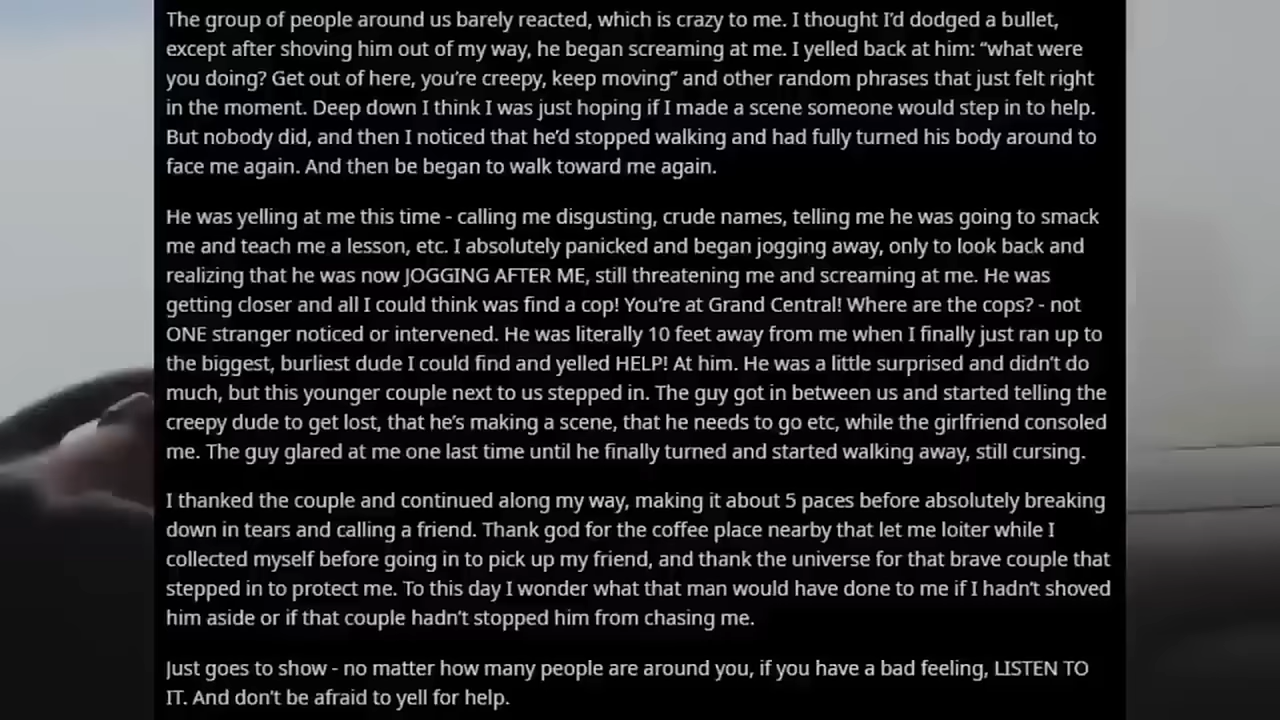 The group of people around us barely reacted, which is crazy to me. I thought I’d dodged a bullet,
except after shoving him out of my way, he began screaming at me. I yelled back at him: “what were
you doing? Get out of here, you’re creepy, keep moving” and other random phrases that just felt right
in the moment. Deep down I think I was just hoping if I made a scene someone would step in to help.
But nobody did, and then I noticed that he’d stopped walking and had fully turned his body around to
face me again. And then be began to walk toward me again.
He was yelling at me this time - calling me disgusting, crude names, telling me he was going to smack
me and teach me a lesson, etc. I absolutely panicked and began jogging away, only to look back and
realizing that he was now JOGGING AFTER ME, still threatening me and screaming at me. He was
getting closer and all I could think was find a cop! You’re at Grand Central! Where are the cops? - not
ONE stranger noticed or intervened. He was literally 10 feet away from me when I finally just ran up to
the biggest, burliest dude I could find and yelled HELP! At him. He was a little surprised and didn’t do
much, but this younger couple next to us stepped in. The guy got in between us and started telling the
creepy dude to get lost, that he’s making a scene, that he needs to go etc, while the girlfriend consoled
me. The guy glared at me one last time until he finally turned and started walking away, still cursing.
I thanked the couple and continued along my way, making it about 5 paces before absolutely breaking
down in tears and calling a friend. Thank god for the coffee place nearby that let me loiter while I
collected myself before going in to pick up my friend, and thank the universe for that brave couple that
stepped in to protect me. To this day I wonder what that man would have done to me if I hadn’t shoved
him aside or if that couple hadn’t stopped him from chasing me.
Just goes to show - no matter how many people are around you, if you have a bad feeling, LISTEN TO
IT. And don’t be afraid to yell for help.